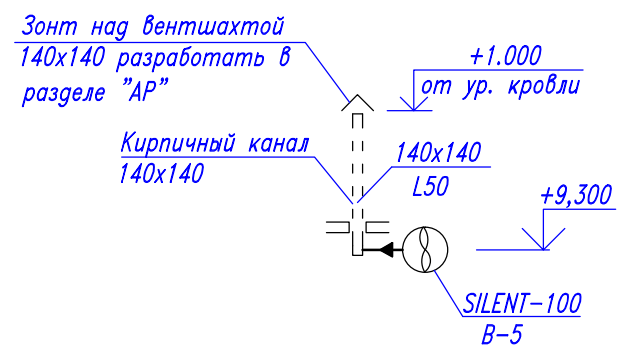 Зонт над вентшахтой
140х140 разработать в
разделе "АР"
+1.000
от ур. кровли
Кирпичный канал
140х140
140х140
L50
+9,300
SILENT-100
В-5